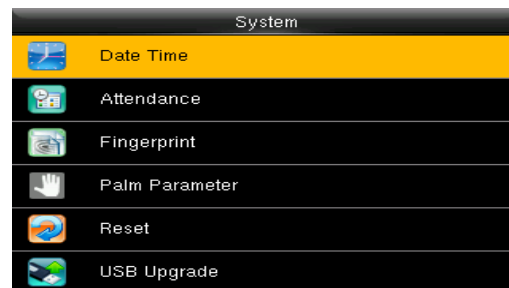 System
Date Time
Attendance
Fingerprint
Palm Parameter
Reset
USB Upgrade